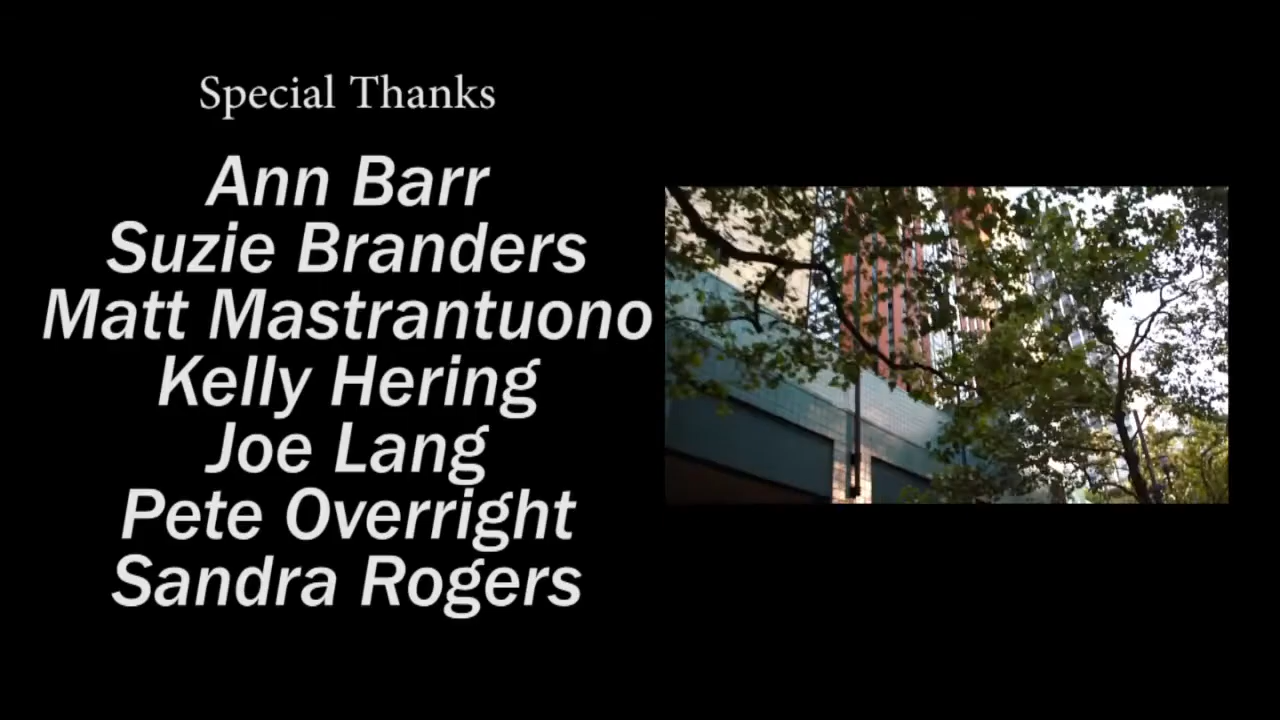 Special Thanks
Ann Barr
Suzie Branders
Matt Mastrantuono
Kelly Hering
Joe Lang
Pete Overright
Sandra Rogers